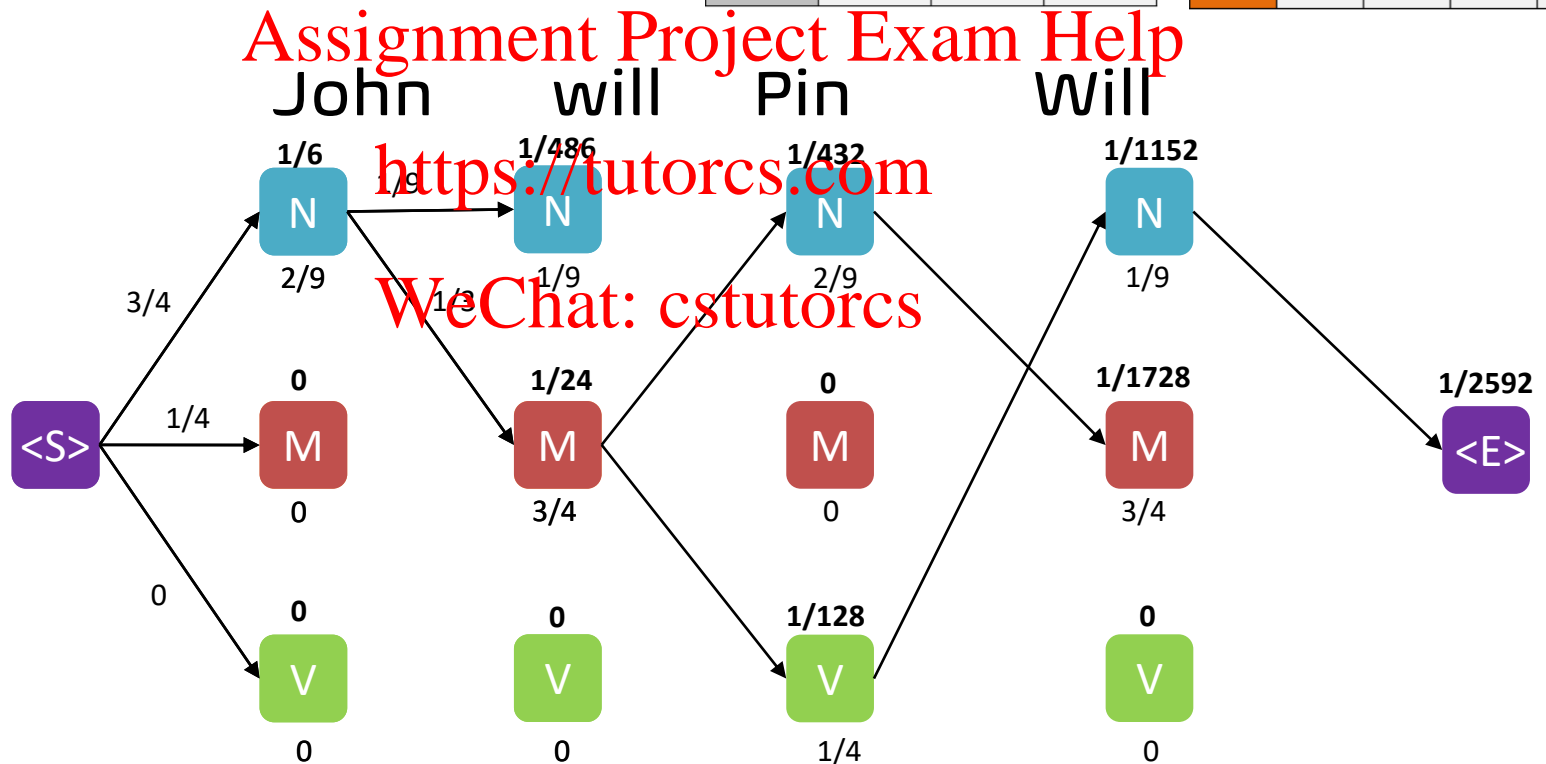 Assignment Project Exam Help
John will Pin Will
1/6 1/486 1/432 1/1152
https://tutorcs.com
1/9
N N N N
2/9 1/9 2/9 1/9
3/4 1/3
WeChat: cstutorcs
0 1/24 0 1/1728 1/2592
1/4
<S> M M M M <E>
0 3/4 0 3/4
0
0 0 1/128 0
V V V V
0 0 1/4 0